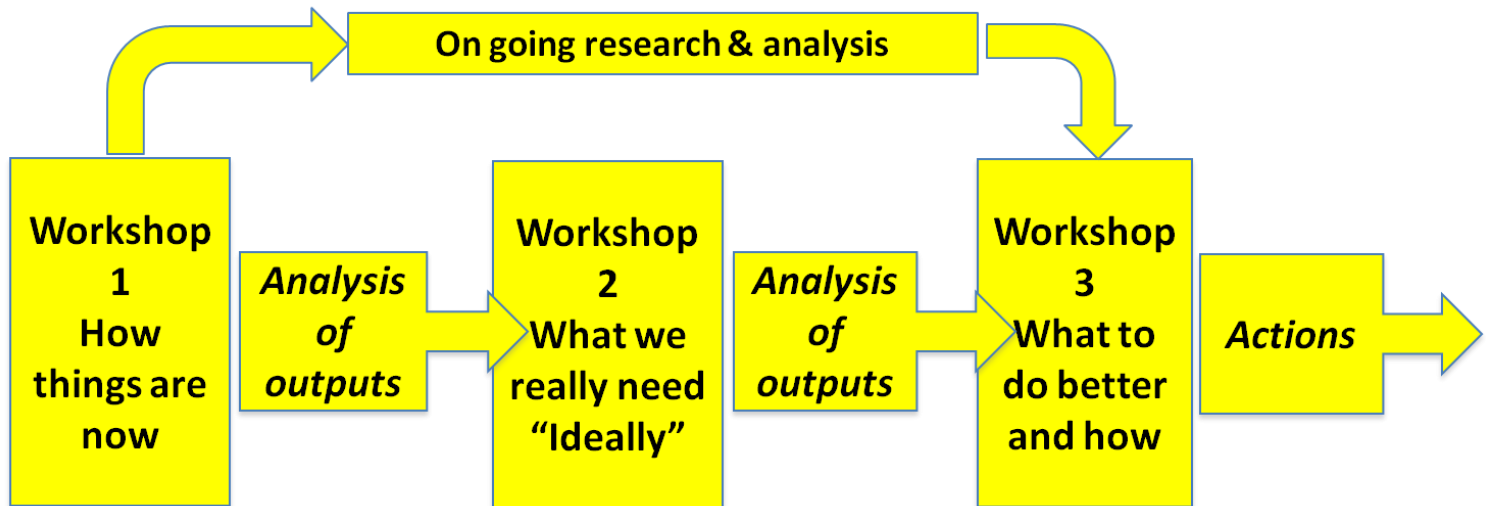 On going research & analysis
Workshop
1
How
things are
now
Analysis
of
outputs
Workshop
2
What we
really need
“Ideally”
Analysis
of
outputs
Workshop
3
What to
do better
and how
Actions